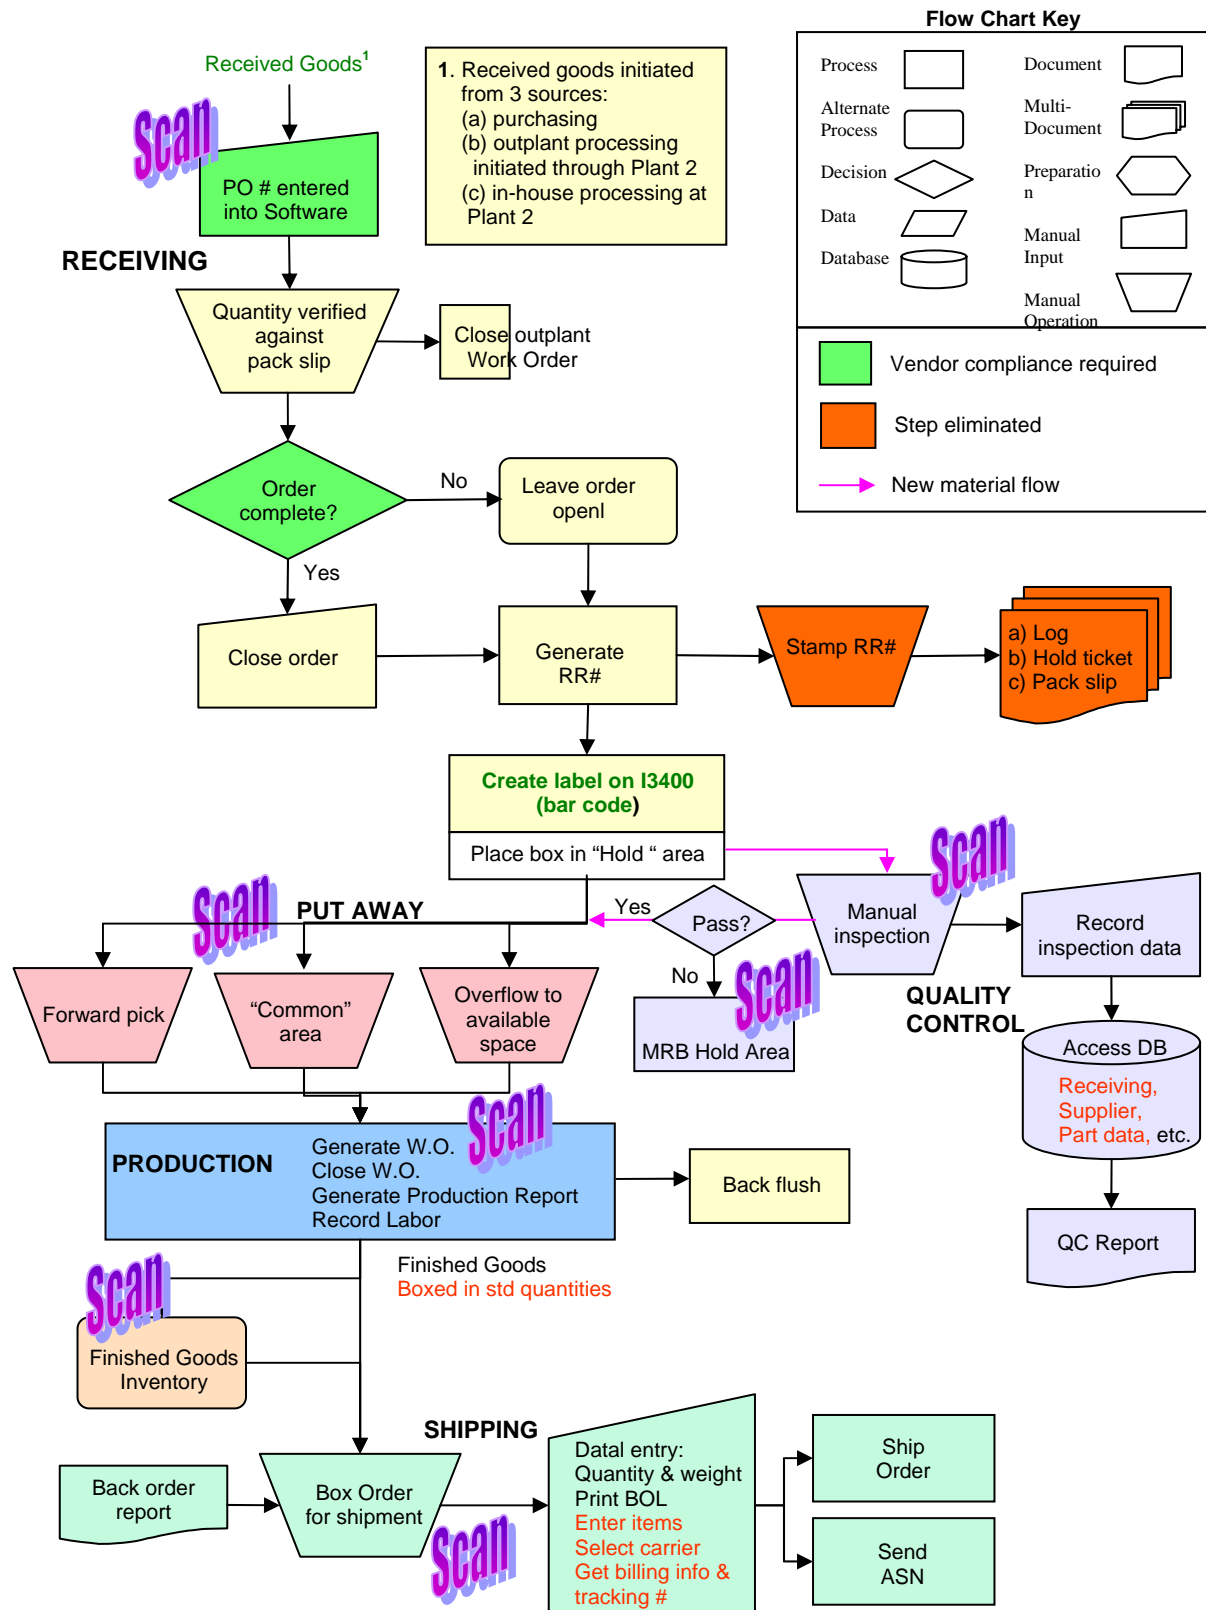 Flow Chart Key
Process
Document
Alternate
Process
Multi-
Document
Decision
Preparatio
n
Data
Manual
Input
Database
Manual
Operation
Vendor compliance required
Step eliminated
New material flow
Received Goods¹
1. Received goods initiated
from 3 sources:
(a) purchasing
(b) outplant processing
initiated through Plant 2
(c) in-house processing at
Plant 2
Scan
PO # entered
into Software
RECEIVING
Quantity verified
against
pack slip
Close outplant
Work Order
Order
complete?
No
Leave order
openl
Yes
Close order
Generate
RR#
Stamp RR#
a) Log
b) Hold ticket
c) Pack slip
Create label on I3400
(bar code)
Place box in “Hold “ area
Scan
Scan
PUT AWAY
Yes
Pass?
Manual
inspection
Record
inspection data
No
Scan
MRB Hold Area
QUALITY
CONTROL
Forward pick
“Common”
area
Overflow to
available
space
Access DB
Receiving,
Supplier,
Part data, etc.
QC Report
Scan
PRODUCTION
Generate W.O.
Close W.O.
Generate Production Report
Record Labor
Back flush
Finished Goods
Boxed in std quantities
Scan
Finished Goods
Inventory
SHIPPING
Back order
report
Box Order
for shipment
Scan
Datal entry:
Quantity & weight
Print BOL
Enter items
Select carrier
Get billing info &
tracking #
Ship
Order
Send
ASN